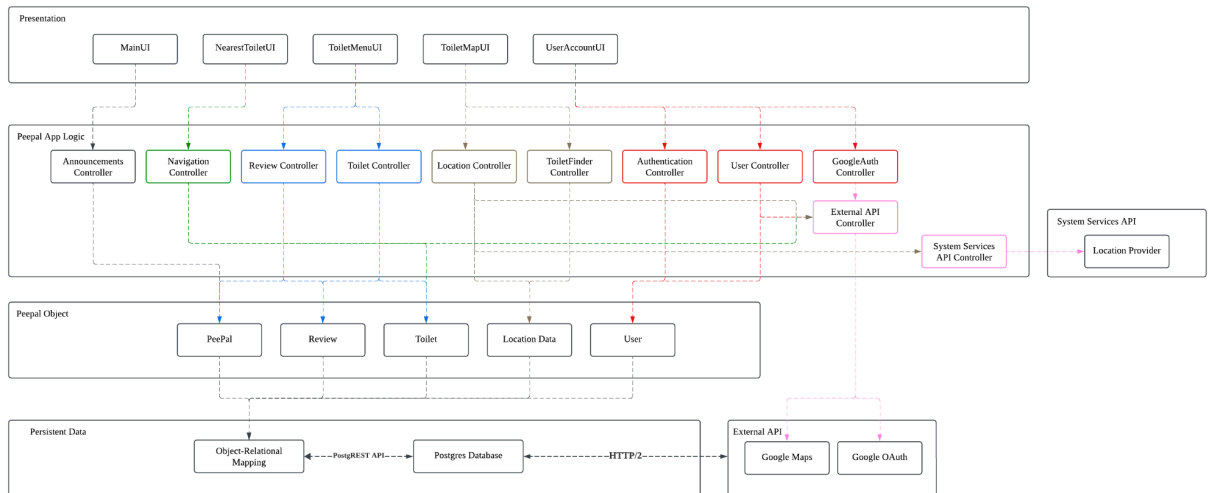 Presentation
MainUI
NearestToiletUI
ToiletMenuUI
ToiletMapUI
UserAccountUI
Peepal App Logic
Announcements
Controller
Navigation
Controller
Review Controller
Toilet Controller
Location Controller
ToiletFinder
Controller
Authentication
Controller
User Controller
GoogleAuth
Controller
External API
Controller
System Services
API Controller
System Services API
Location Provider
Peepal Object
PeePal
Review
Toilet
Location Data
User
Persistent Data
Object-Relational
Mapping
PostgREST API
Postgres Database
HTTP/2
External API
Google Maps
Google OAuth